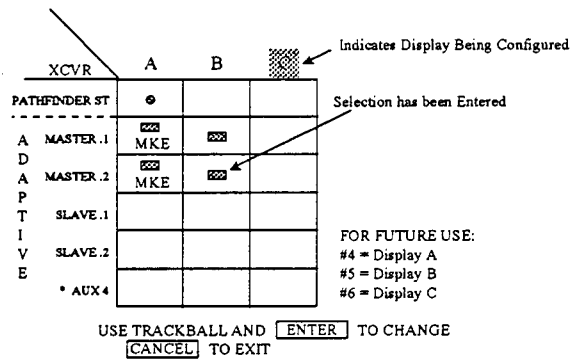 Indicates Display Being Configured
XCVR A B C
PATHFINDER ST
Selection has been Entered
ADAPTIVE
MASTER.1 MKE
MASTER.2 MKE
SLAVE.1
SLAVE.2
* AUX4
FOR FUTURE USE:
#4 = Display A
#5 = Display B
#6 = Display C
USE TRACKBALL AND ENTER TO CHANGE
CANCEL TO EXIT